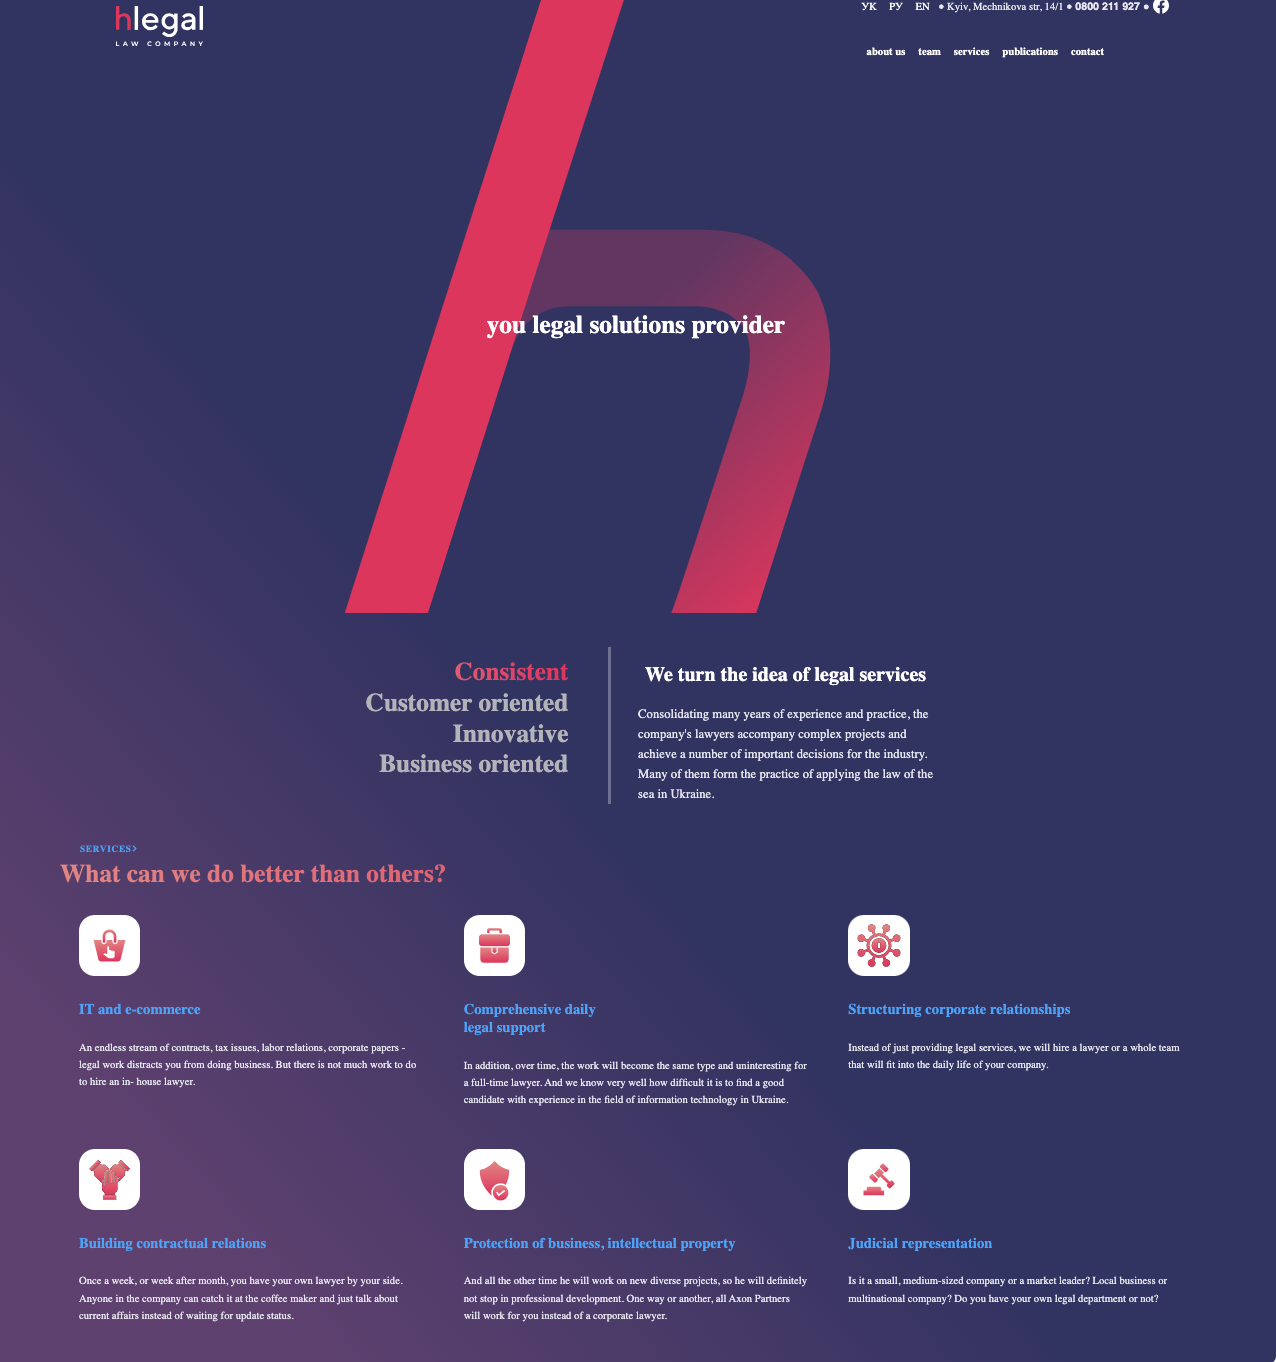 hlegal
LAW COMPANY
УК РУ EN ● Kyiv, Mechnikova str, 14/1 ● 0800 211 927 ●
about us team services publications contact
you legal solutions provider
Consistent
Customer oriented
Innovative
Business oriented
We turn the idea of legal services
Consolidating many years of experience and practice, the
company's lawyers accompany complex projects and
achieve a number of important decisions for the industry.
Many of them form the practice of applying the law of the
sea in Ukraine.
SERVICES>
What can we do better than others?
IT and e-commerce
An endless stream of contracts, tax issues, labor relations, corporate papers -
legal work distracts you from doing business. But there is not much work to do
to hire an in- house lawyer.
Comprehensive daily
legal support
In addition, over time, the work will become the same type and uninteresting for
a full-time lawyer. And we know very well how difficult it is to find a good
candidate with experience in the field of information technology in Ukraine.
Structuring corporate relationships
Instead of just providing legal services, we will hire a lawyer or a whole team
that will fit into the daily life of your company.
Building contractual relations
Once a week, or week after month, you have your own lawyer by your side.
Anyone in the company can catch it at the coffee maker and just talk about
current affairs instead of waiting for update status.
Protection of business, intellectual property
And all the other time he will work on new diverse projects, so he will definitely
not stop in professional development. One way or another, all Axon Partners
will work for you instead of a corporate lawyer.
Judicial representation
Is it a small, medium-sized company or a market leader? Local business or
multinational company? Do you have your own legal department or not?